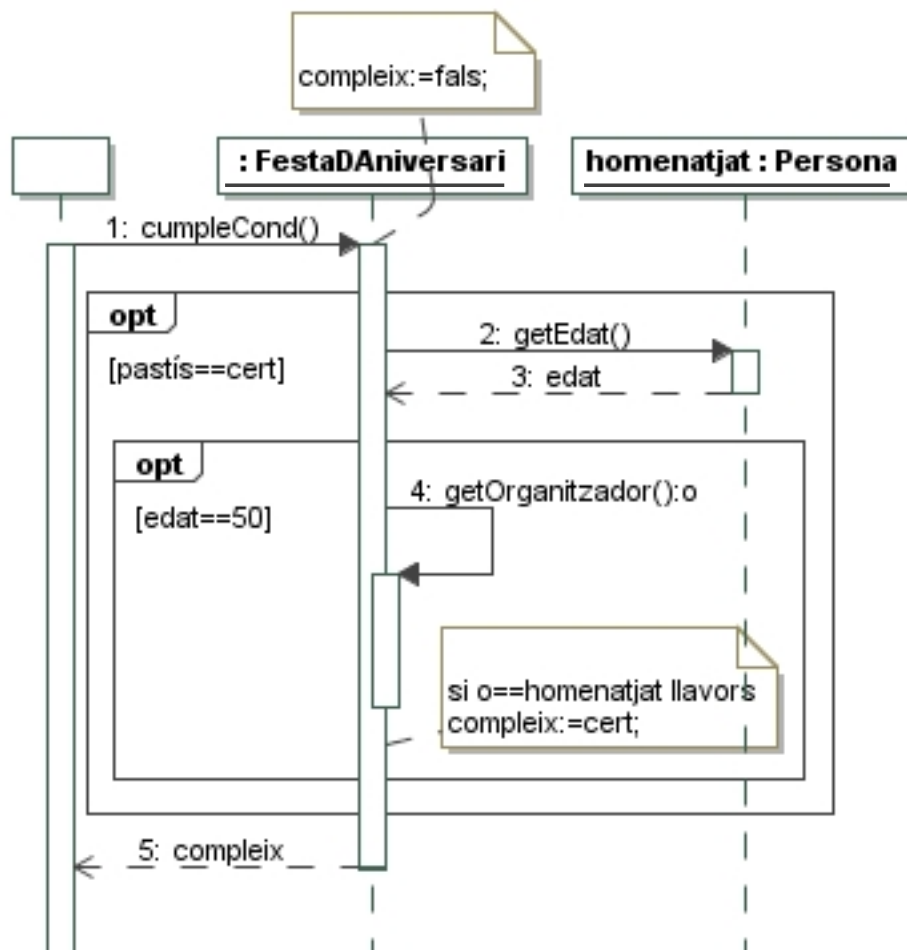 compleix:=fals;
: FestaDAniversari
homenatjat : Persona
1: cumpleCond()
opt
2: getEdat()
[pastís==cert]
3: edat
opt
4: getOrganitzador():o
[edat==50]
si o==homenatjat llavors
compleix:=cert;
5: compleix